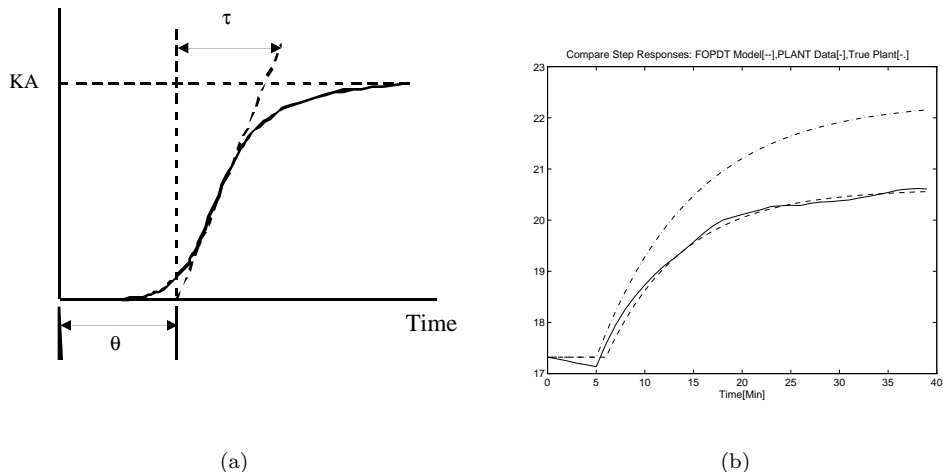 τ
KA
Time
θ
(a)
Compare Step Responses: FOPDT Model[--],PLANT Data[-],True Plant[-.]
23
22
21
20
19
18
17
0 5 10 15 20 25 30 35 40
Time[Min]
(b)